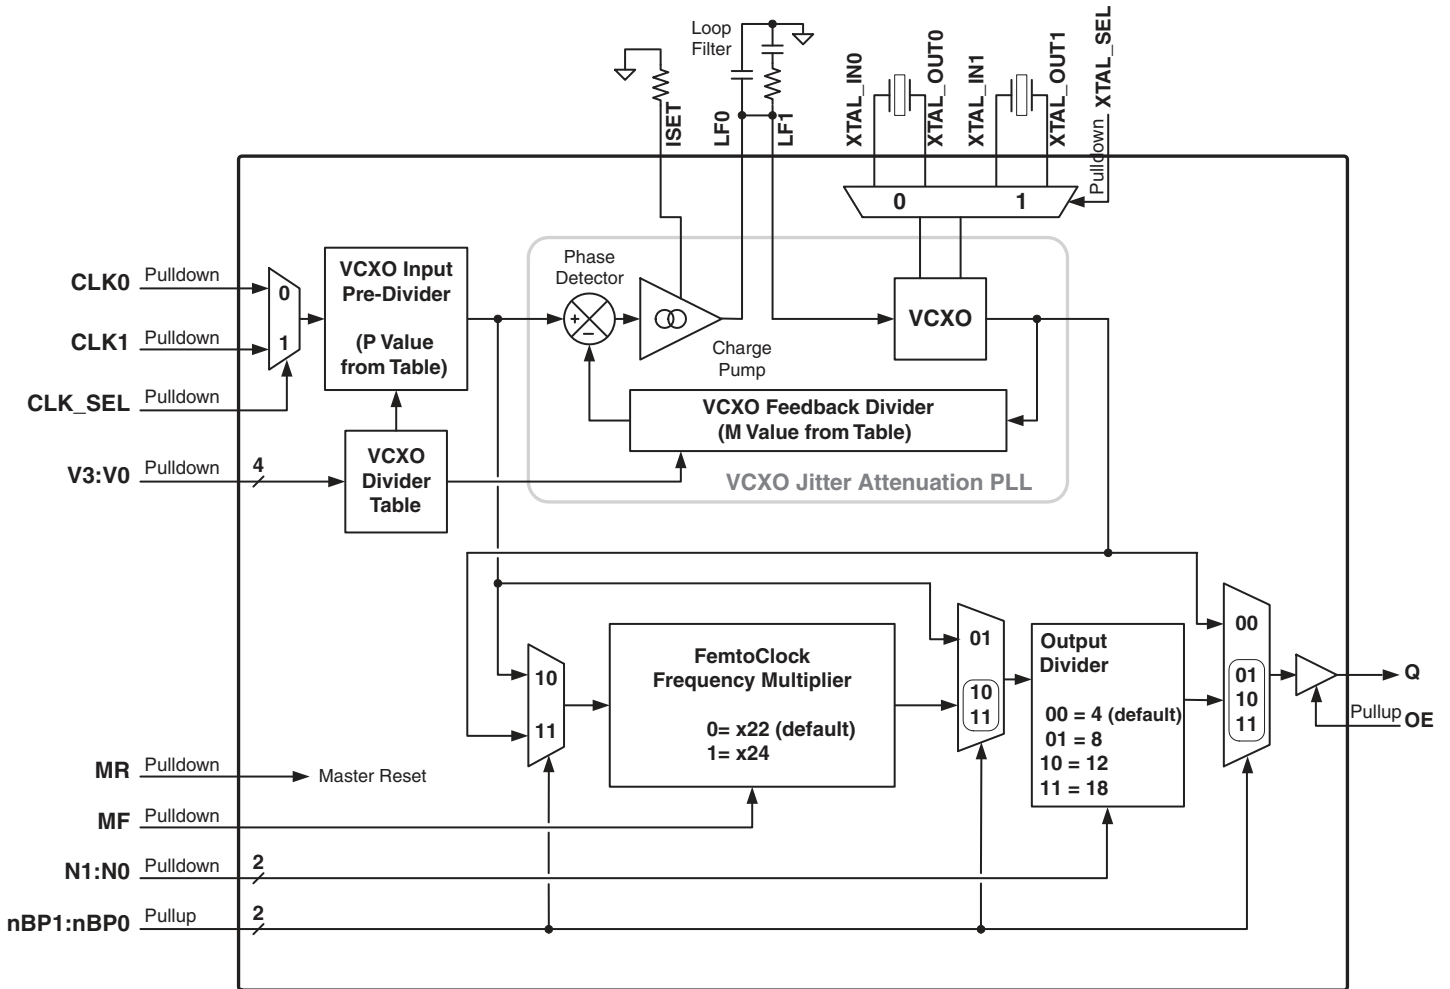 Loop
Filter
ISET
LF0
LF1
XTAL_IN0
XTAL_OUT0
XTAL_IN1
XTAL_OUT1
XTAL_SEL
Pulldown
0 1
CLK0 Pulldown
CLK1 Pulldown
CLK_SEL Pulldown
V3:V0 Pulldown 4
0
1
VCXO Input
Pre-Divider
(P Value
from Table)
VCXO
Divider
Table
Phase
Detector
+
–
Charge
Pump
VCXO
VCXO Feedback Divider
(M Value from Table)
VCXO Jitter Attenuation PLL
10
11
FemtoClock
Frequency Multiplier
0= x22 (default)
1= x24
01
10
11
Output
Divider
00 = 4 (default)
01 = 8
10 = 12
11 = 18
00
01
10
11
Q
Pullup OE
MR Pulldown Master Reset
MF Pulldown
N1:N0 Pulldown 2
nBP1:nBP0 Pullup 2